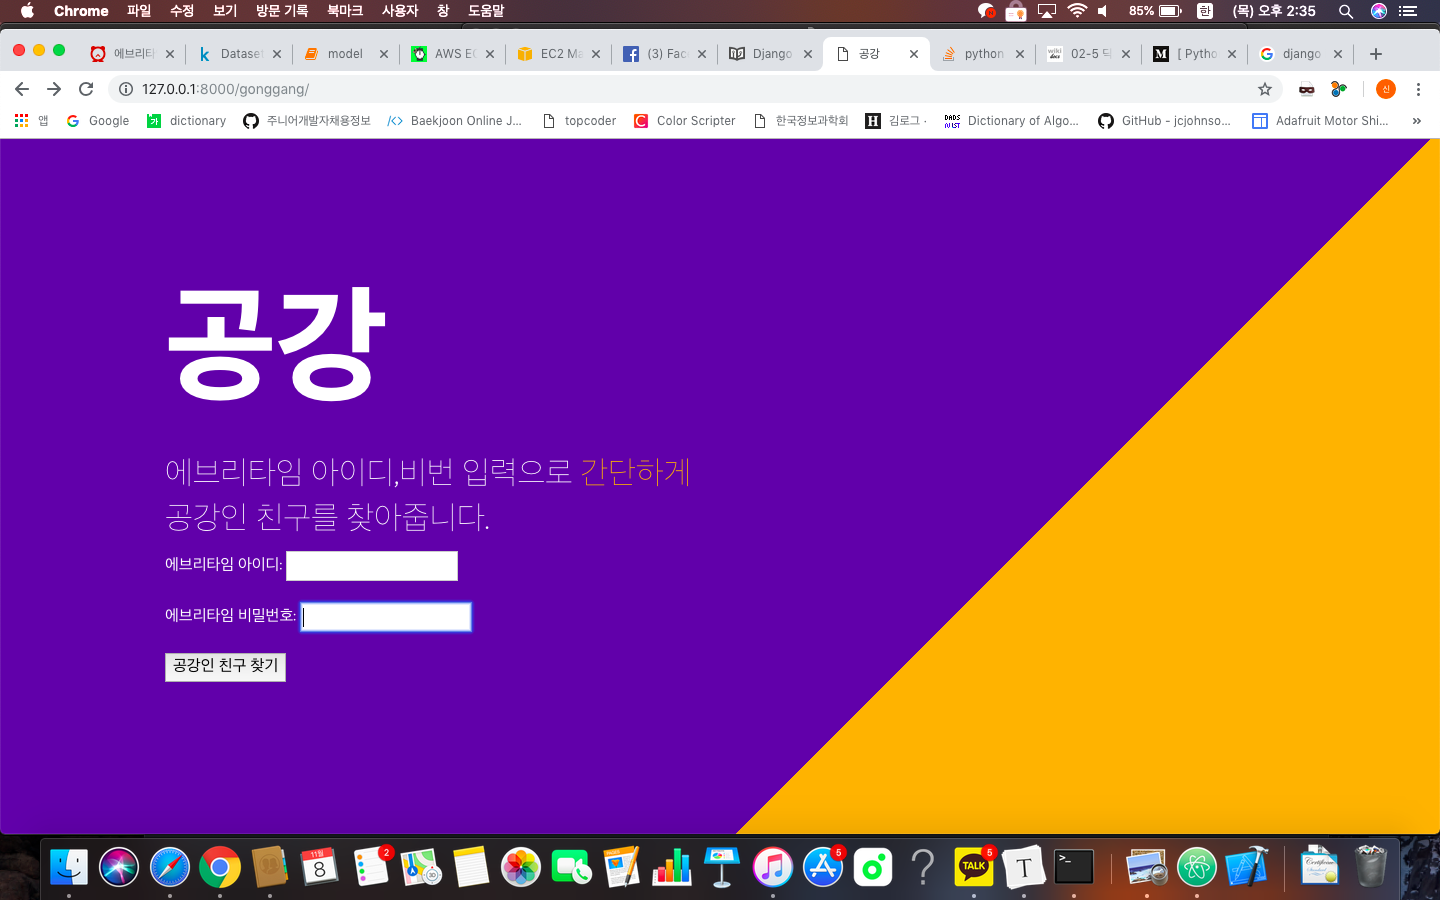 Chrome 파일 수정 보기 방문 기록 북마크 사용자 창 도움말 85% 한 (목) 오후 2:35
에브리타 Dataset model AWS EC EC2 Ma (3) Fac Django 공강 python 02-5 딕 [ Pytho django
127.0.0.1:8000/gonggang/ 신
앱 Google dictionary 주니어개발자채용정보 Baekjoon Online J... topcoder Color Scripter 한국정보과학회 김로그 · Dictionary of Algo... GitHub - jcjohnso... Adafruit Motor Shi... »
공강
에브리타임 아이디,비번 입력으로 간단하게
공강인 친구를 찾아줍니다.
에브리타임 아이디:
에브리타임 비밀번호:
공강인 친구 찾기
11월 8 2 5 TALK 5 T >_